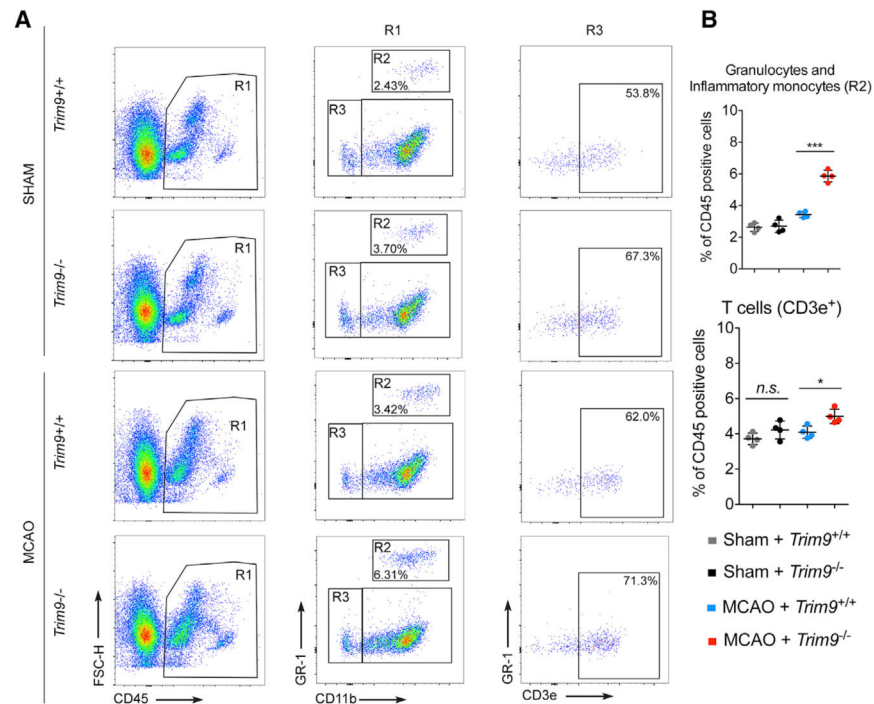 A
B
R1
R3
SHAM
Trim9+/+
R1
R2
2.43%
R3
53.8%
Trim9-/-
R1
R2
3.70%
R3
67.3%
MCAO
Trim9+/+
R1
R2
3.42%
R3
62.0%
Trim9-/-
R1
R2
6.31%
R3
71.3%
FSC-H
CD45
GR-1
CD11b
GR-1
CD3e
Granulocytes and
Inflammatory monocytes (R2)
% of CD45 positive cells
10
8
6
4
2
0
***
T cells (CD3e⁺)
% of CD45 positive cells
10
8
6
4
2
0
n.s.
*
Sham + Trim9⁺/⁺
Sham + Trim9⁻/⁻
MCAO + Trim9⁺/⁺
MCAO + Trim9⁻/⁻